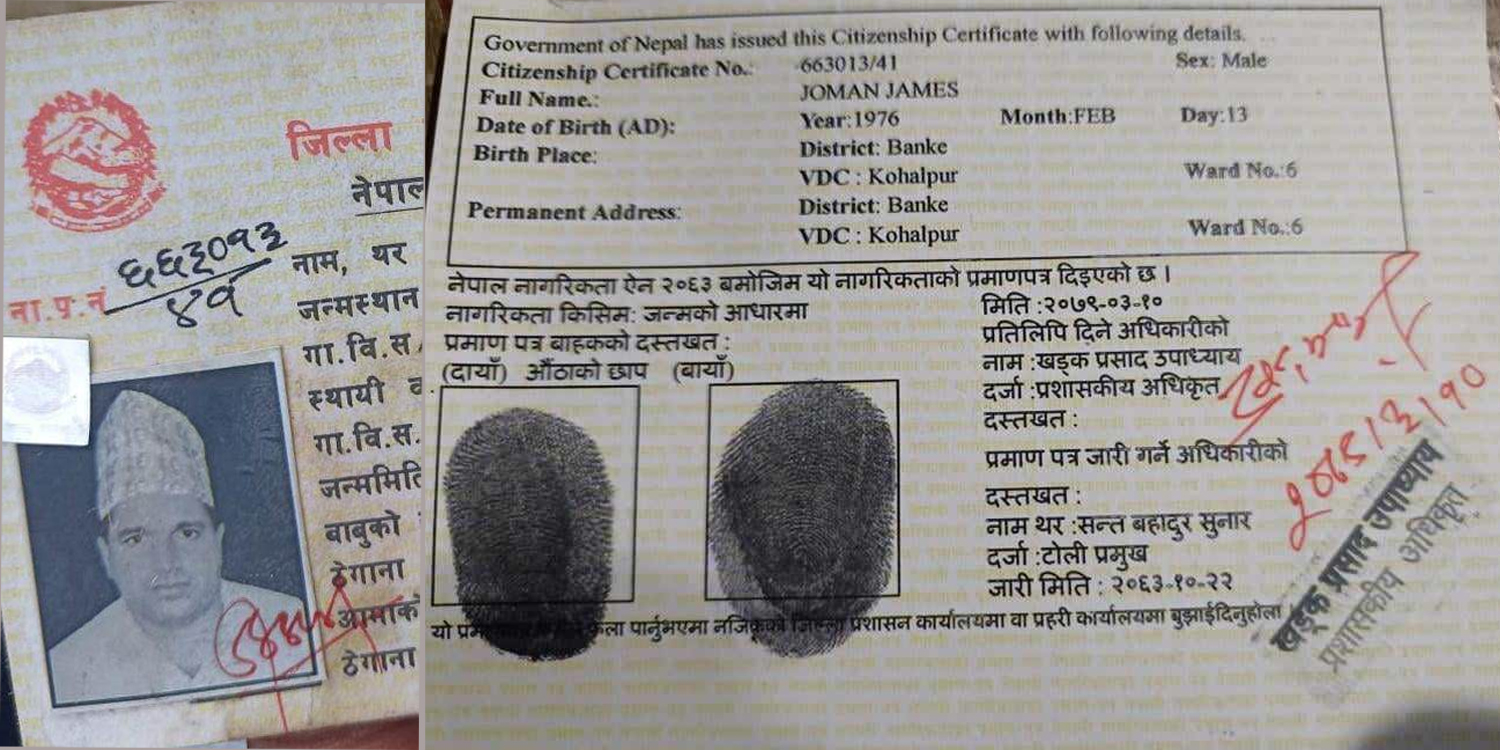 जिल्ला
नेपाल
६६३०१३
ना.प्र.नं
४१
नाम, थर
जन्मस्थान
गा.वि.स.
स्थायी
गा.वि.स.
जन्ममिति
बाबुको
ठेगाना
आमाको
ठेगाना
Government of Nepal has issued this Citizenship Certificate with following details.
Citizenship Certificate No.: 663013/41 Sex: Male
Full Name.: JOMAN JAMES
Date of Birth (AD): Year:1976 Month:FEB Day:13
Birth Place: District: Banke
VDC : Kohalpur Ward No.:6
Permanent Address: District: Banke
VDC : Kohalpur Ward No.:6
नेपाल नागरिकता ऐन २०६३ बमोजिम यो नागरिकताको प्रमाणपत्र दिइएको छ ।
नागरिकता किसिम: जन्मको आधारमा
प्रमाण पत्र बाहकको दस्तखत :
(दायाँ) औंठाको छाप (बायाँ)
मिति :२०७९-०३-१०
प्रतिलिपि दिने अधिकारीको
नाम :खड्क प्रसाद उपाध्याय
दर्जा :प्रशासकीय अधिकृत
दस्तखत :
प्रमाण पत्र जारी गर्ने अधिकारीको
दस्तखत :
नाम थर :सन्त बहादुर सुनार
दर्जा :टोली प्रमुख
जारी मिति : २०६३-१०-२२
यो पार्नुभएमा नजिकको जिल्ला प्रशासन कार्यालयमा वा प्रहरी कार्यालयमा बुझाईदिनुहोला
खड्क प्रसाद उपाध्याय
प्रशासकीय अधिकृत